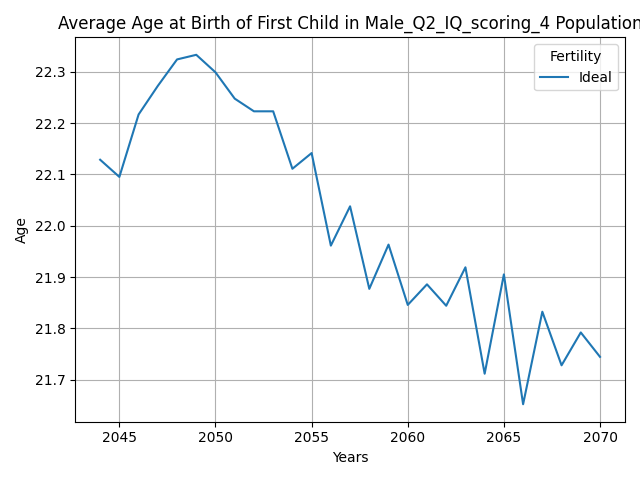 Average Age at Birth of First Child in Male_Q2_IQ_scoring_4 Population
Fertility
Ideal
22.3
22.2
22.1
22.0
21.9
21.8
21.7
Age
2045 2050 2055 2060 2065 2070
Years